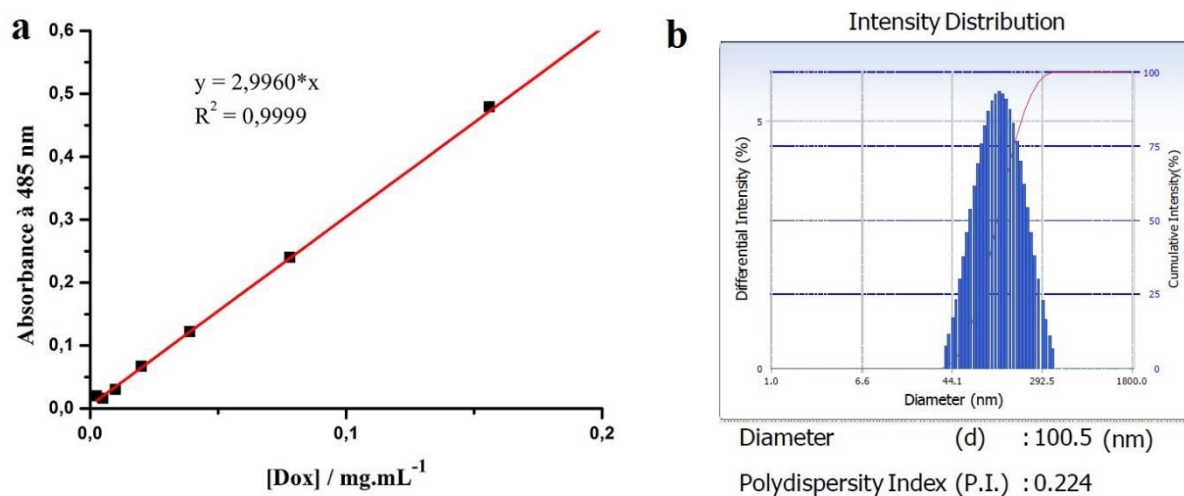 a
0,6
0,5
0,4
0,3
0,2
0,1
0,0
Absorbance à 485 nm
y = 2,9960*x
R² = 0,9999
0,0
0,1
0,2
[Dox] / mg.mL⁻¹
b
Intensity Distribution
Differential Intensity (%)
5
0
100
75
50
25
0
Cumulative Intensity(%)
1.0 6.6 44.1 292.5 1800.0
Diameter (nm)
Diameter (d) : 100.5 (nm)
Polydispersity Index (P.I.) : 0.224